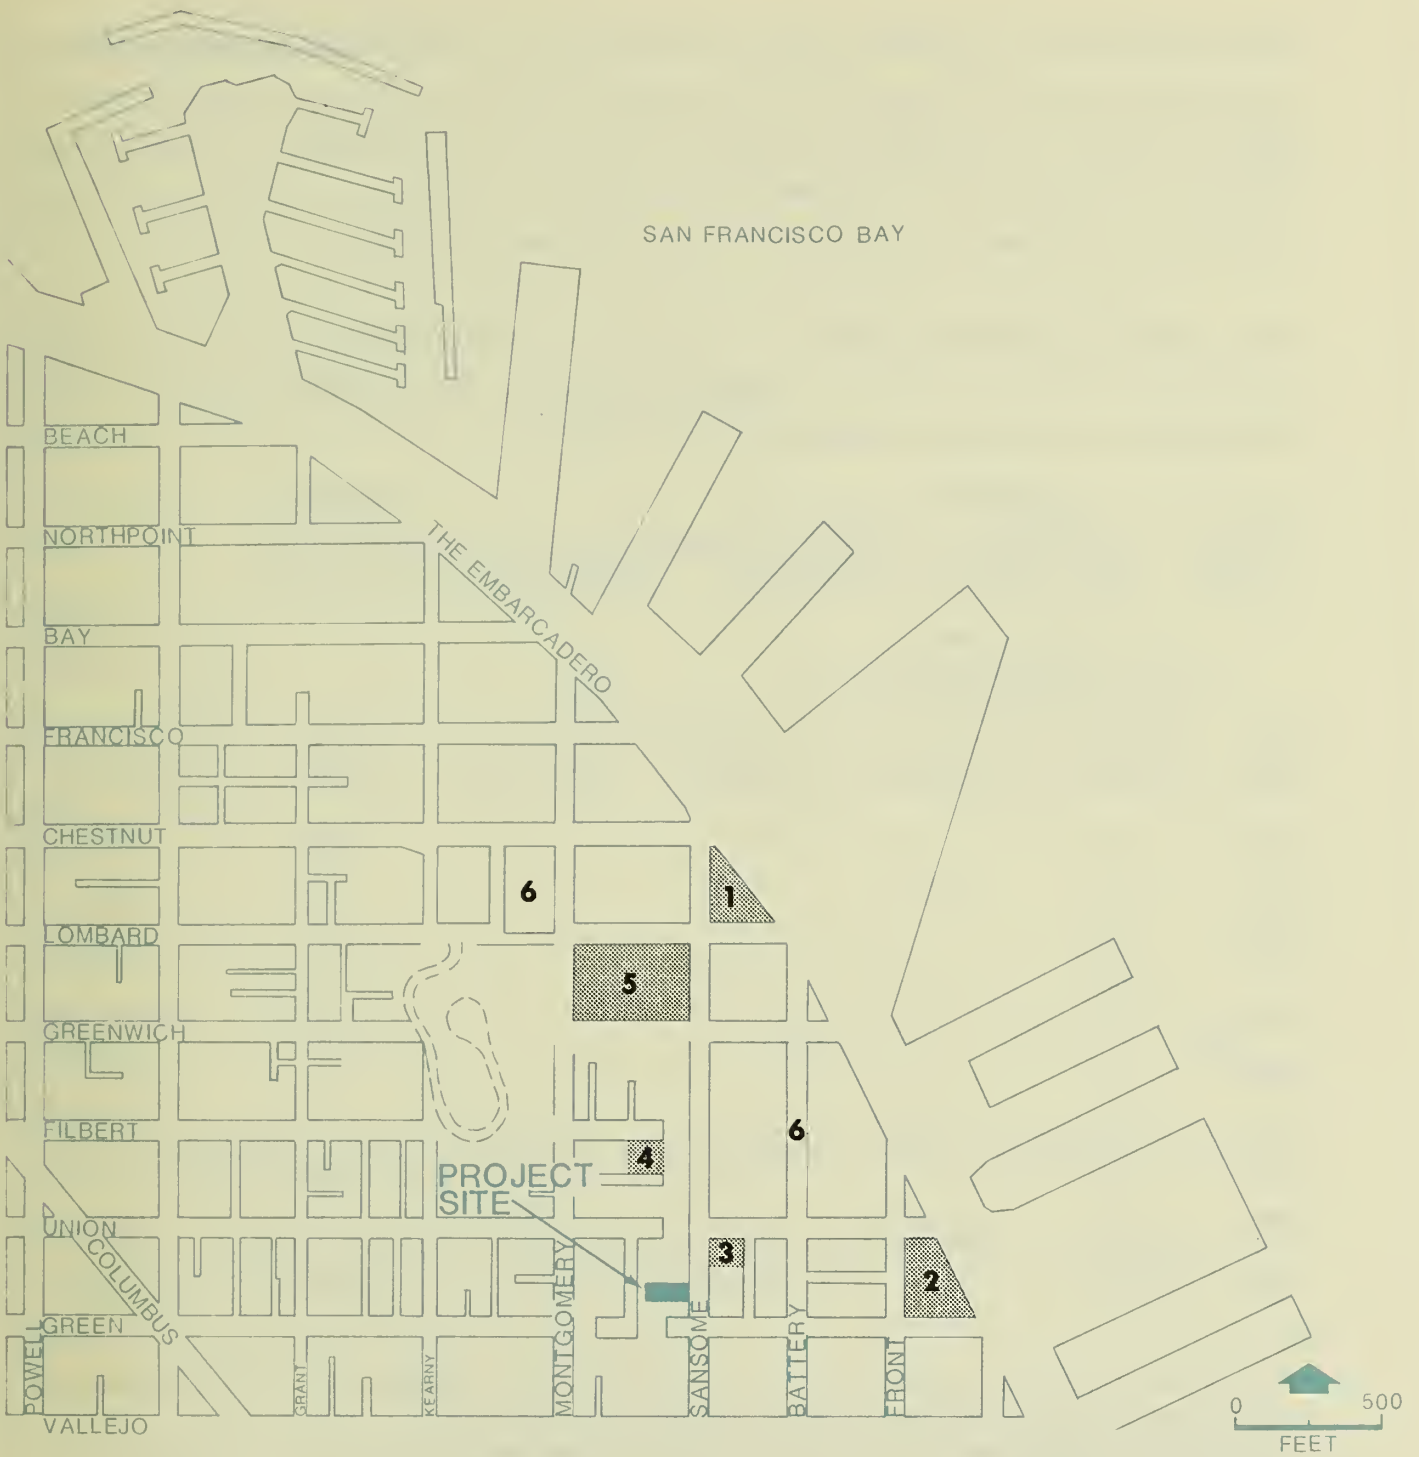 SAN FRANCISCO BAY
BEACH
NORTHPOINT
THE EMBARCADERO
BAY
FRANCISCO
CHESTNUT
6
1
LOMBARD
5
GREENWICH
FILBERT
6
4
PROJECT
SITE
UNION
COLUMBUS
3
2
GREEN
POWELL
GRANT
KEARNY
MONTGOMERY
SANSOME
BATTERY
FRONT
VALLEJO
0 500
FEET